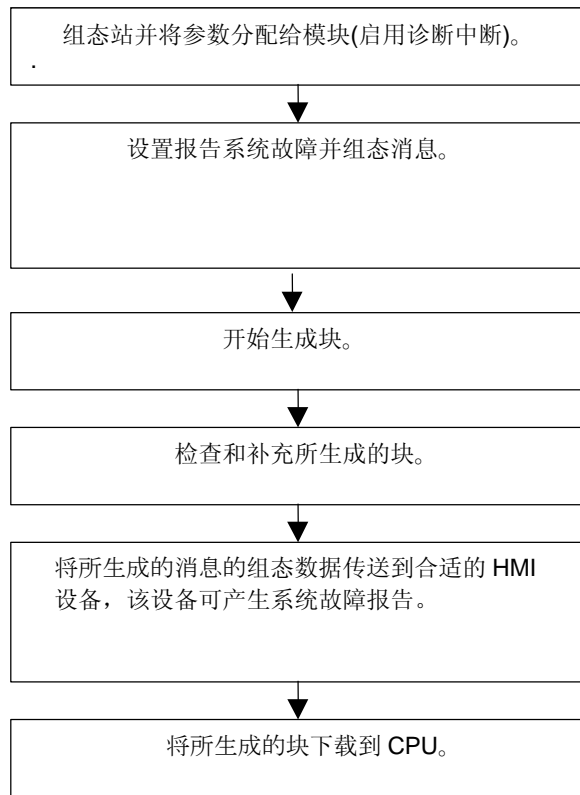 组态站并将参数分配给模块(启用诊断中断)。
.
设置报告系统故障并组态消息。
开始生成块。
检查和补充所生成的块。
将所生成的消息的组态数据传送到合适的 HMI
设备，该设备可产生系统故障报告。
将所生成的块下载到 CPU。